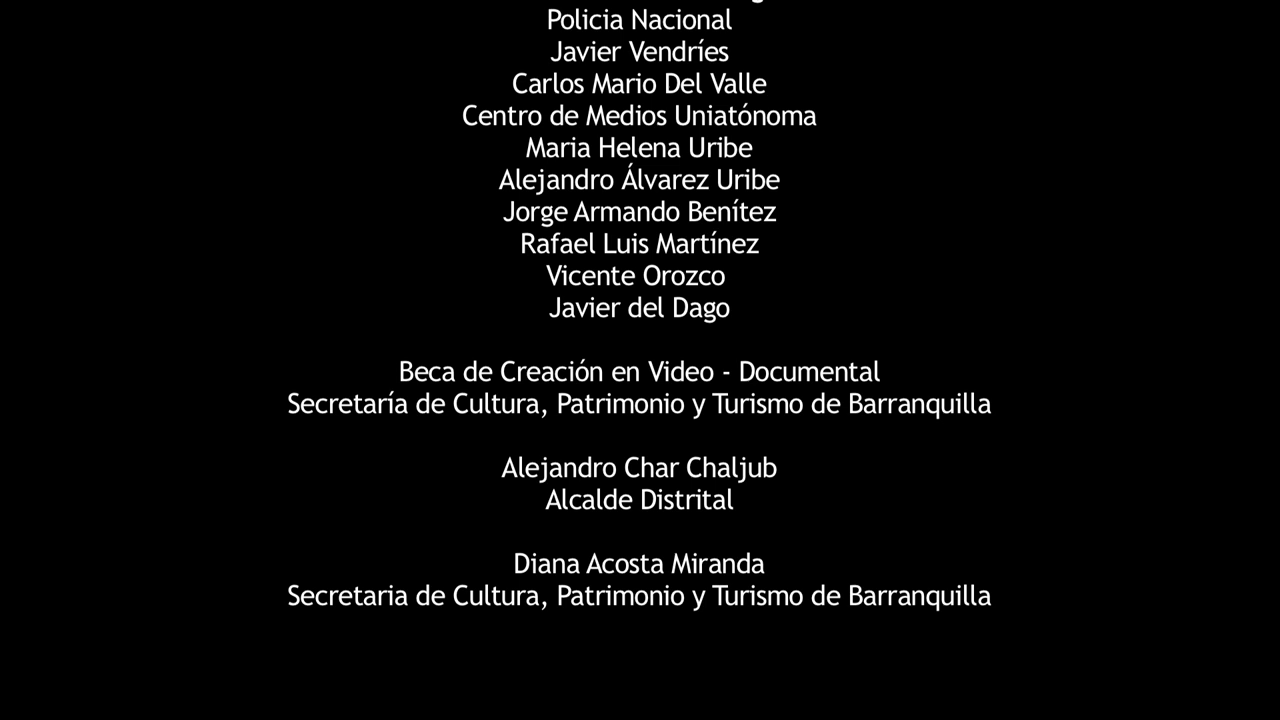 Policia Nacional
Javier Vendríes
Carlos Mario Del Valle
Centro de Medios Uniatónoma
Maria Helena Uribe
Alejandro Álvarez Uribe
Jorge Armando Benítez
Rafael Luis Martínez
Vicente Orozco
Javier del Dago
Beca de Creación en Video - Documental
Secretaría de Cultura, Patrimonio y Turismo de Barranquilla
Alejandro Char Chaljub
Alcalde Distrital
Diana Acosta Miranda
Secretaria de Cultura, Patrimonio y Turismo de Barranquilla